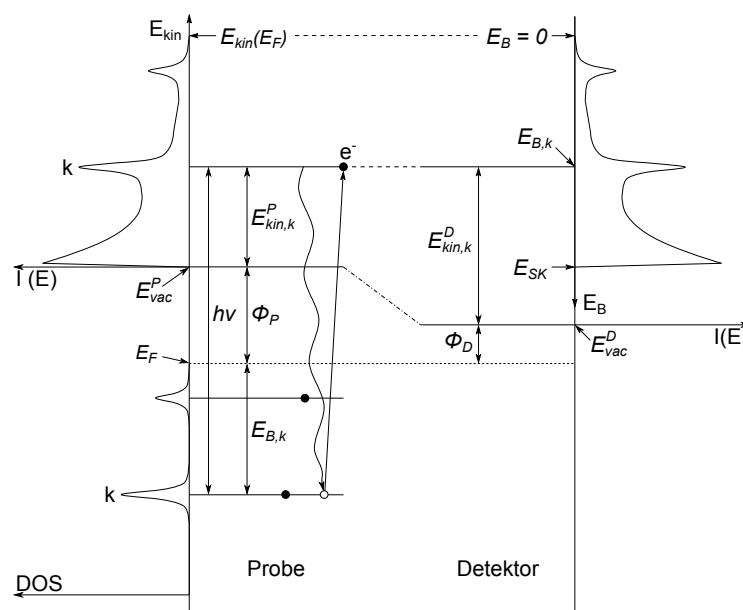 E_kin
E_kin(E_F)
E_B = 0
k
e⁻
E_B,k
E^P_kin,k
E^D_kin,k
I (E)
E^P_vac
E_SK
hν
Φ_P
E_B
I(E
Φ_D
E^D_vac
E_F
E_B,k
k
DOS
Probe
Detektor